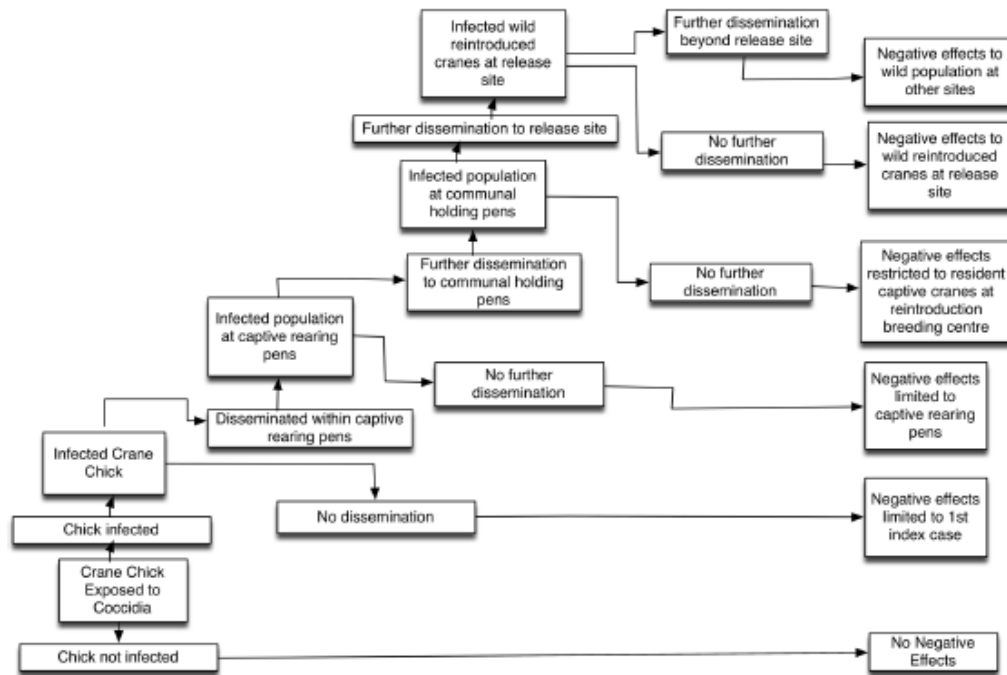 Infected wild
reintroduced
cranes at release
site
Further dissemination
beyond release site
Negative effects to
wild population at
other sites
Further dissemination to release site
No further
dissemination
Negative effects to
wild reintroduced
cranes at release
site
Infected population
at communal
holding pens
Further dissemination
to communal holding
pens
No further
dissemination
Negative effects
restricted to resident
captive cranes at
reintroduction
breeding centre
Infected population
at captive rearing
pens
No further
dissemination
Negative effects
limited to
captive rearing
pens
Disseminated within captive
rearing pens
Infected Crane
Chick
No dissemination
Negative effects
limited to 1st
index case
Chick infected
Crane Chick
Exposed to
Coccidia
Chick not infected
No Negative
Effects